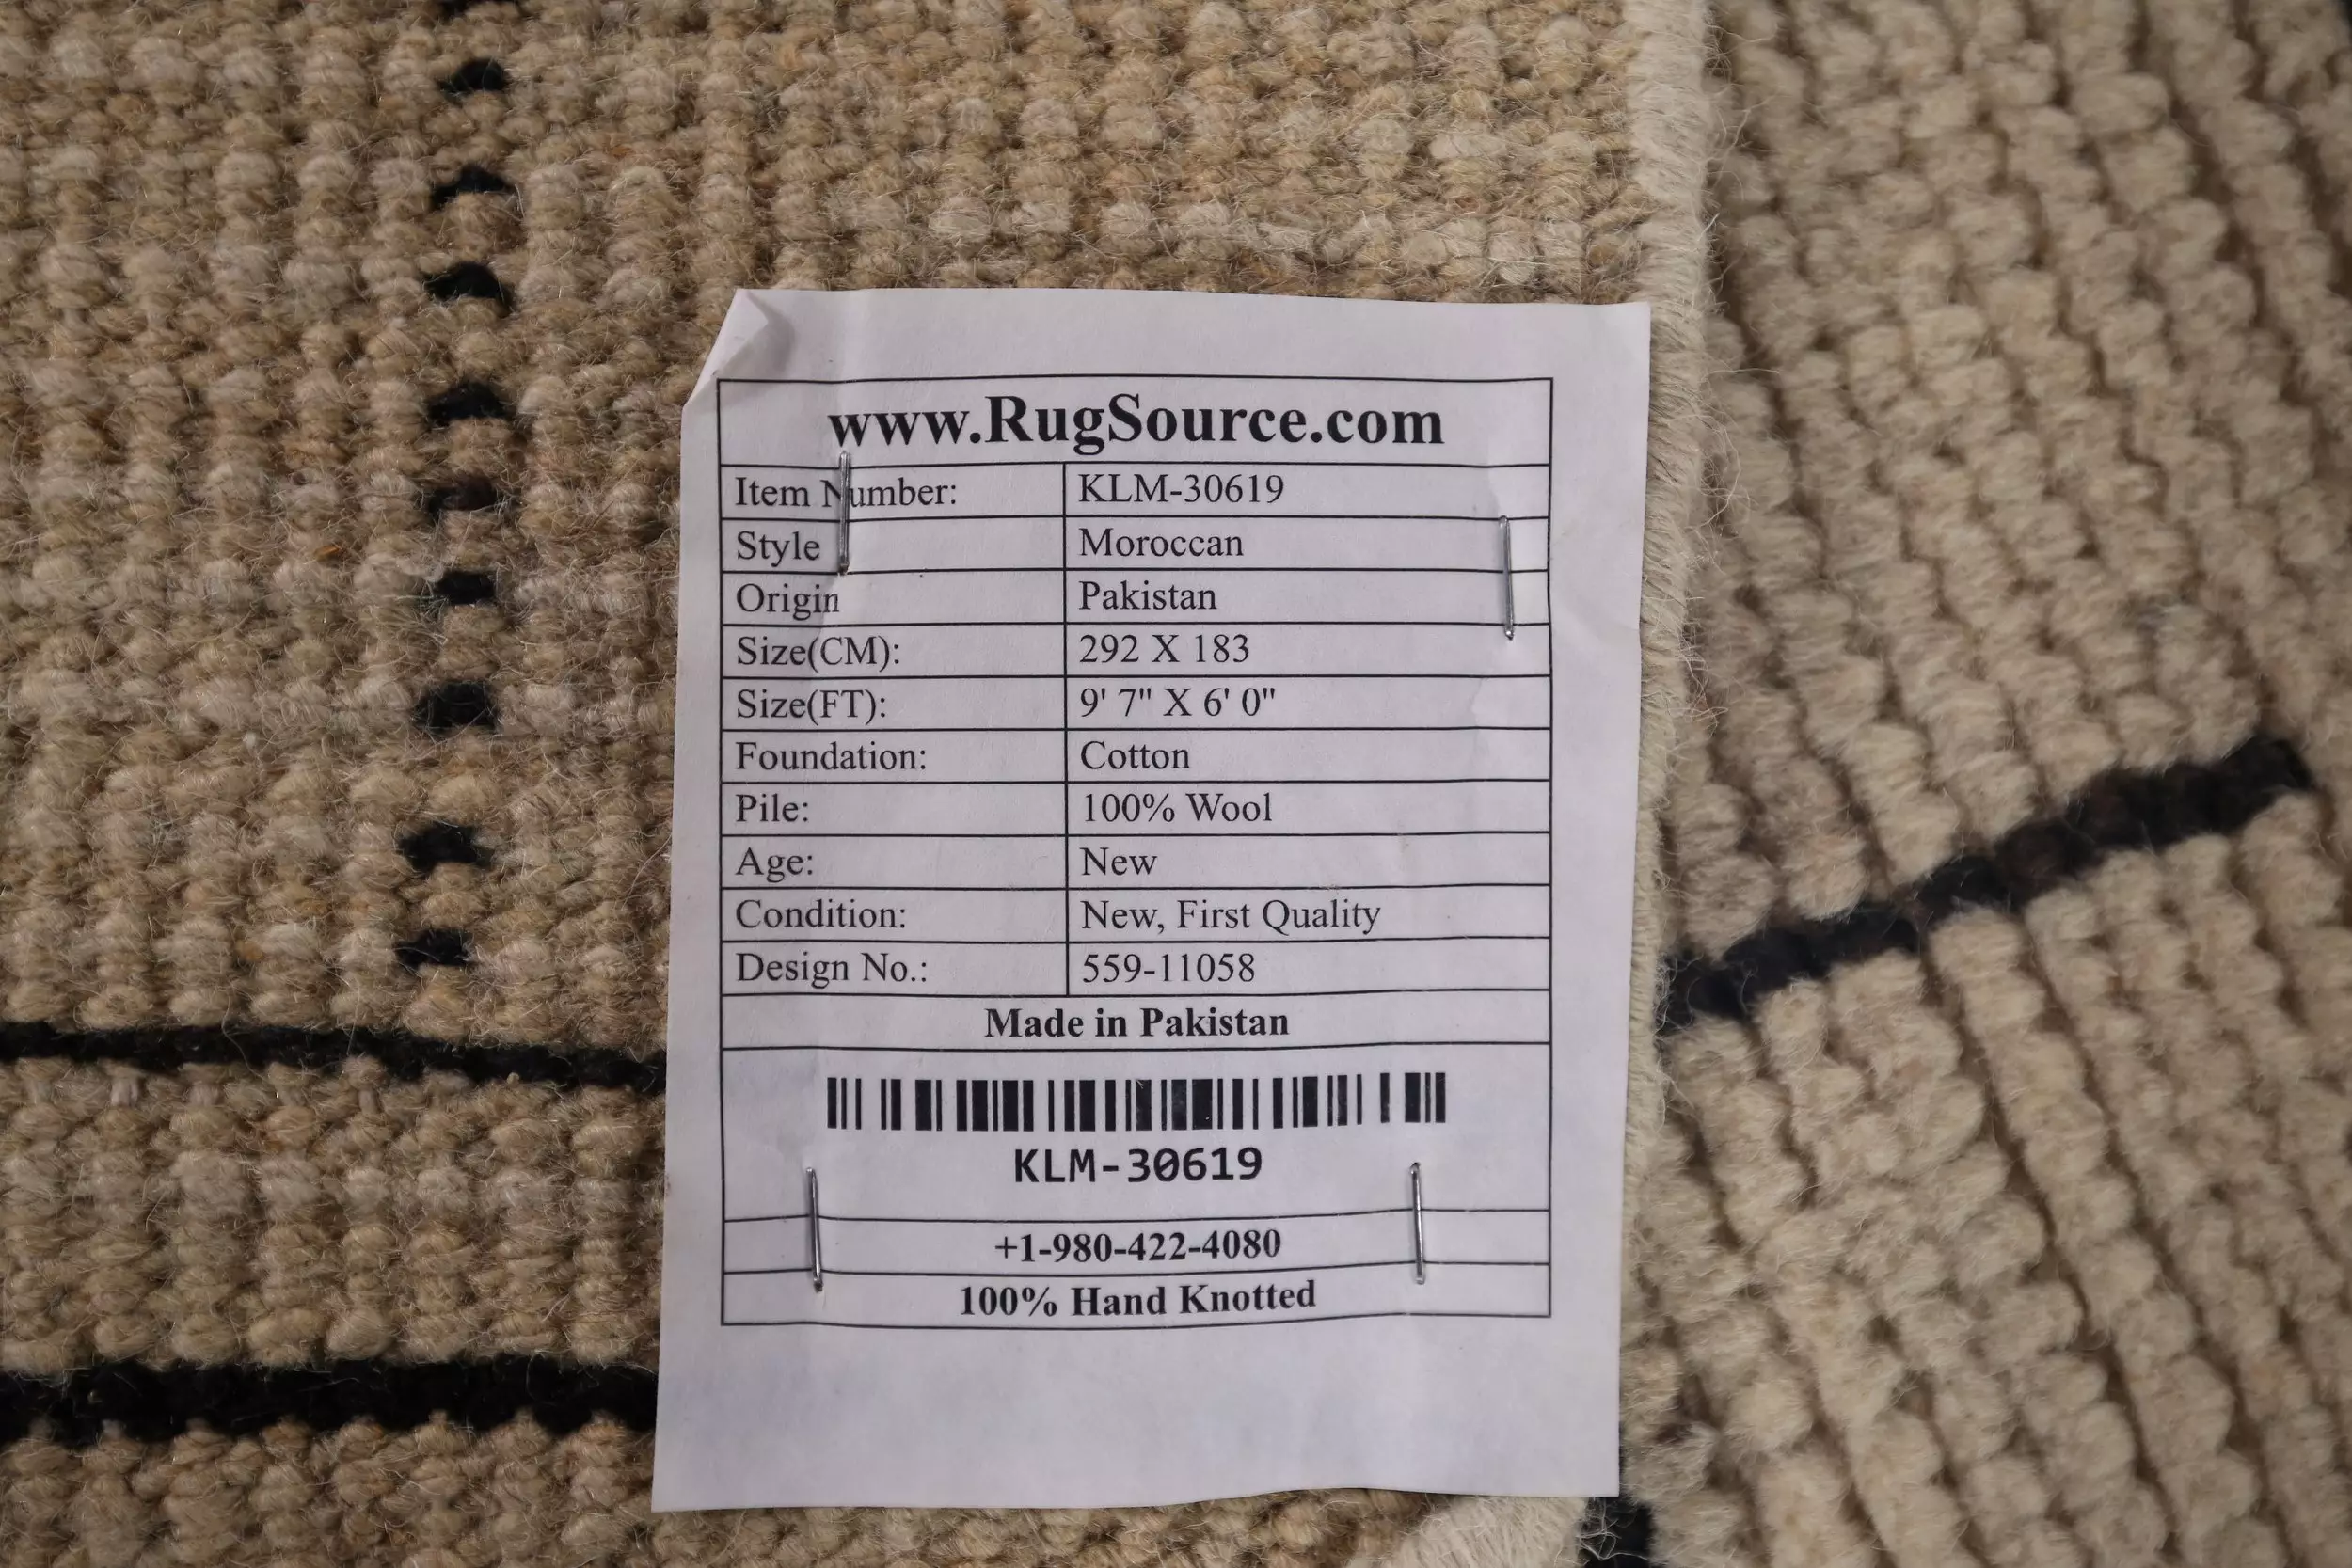 www.RugSource.com
Item Number: KLM-30619
Style Moroccan
Origin Pakistan
Size(CM): 292 X 183
Size(FT): 9' 7" X 6' 0"
Foundation: Cotton
Pile: 100% Wool
Age: New
Condition: New, First Quality
Design No.: 559-11058
Made in Pakistan
KLM-30619
+1-980-422-4080
100% Hand Knotted